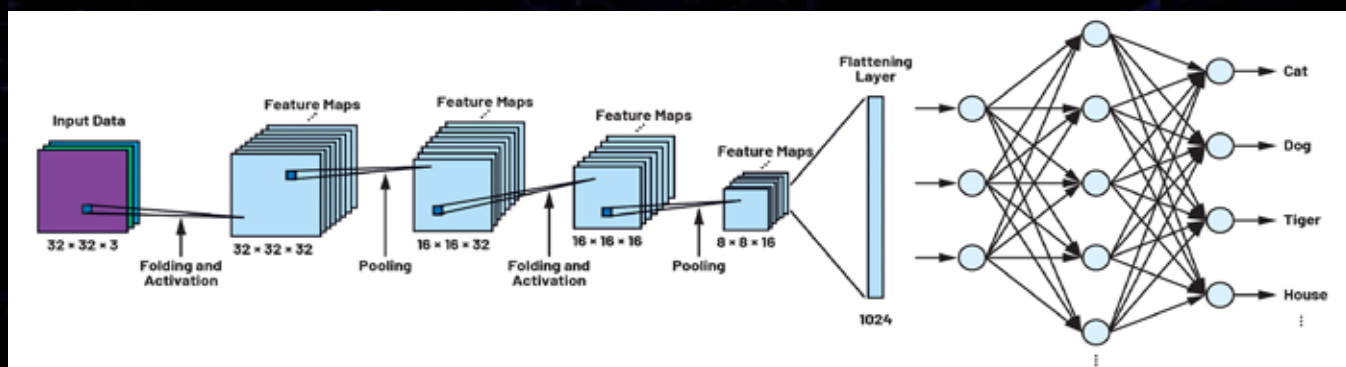 Input Data
32 × 32 × 3
Folding and
Activation
Feature Maps
32 × 32 × 32
Pooling
Feature Maps
16 × 16 × 32
Folding and
Activation
Feature Maps
16 × 16 × 16
Pooling
Feature Maps
8 × 8 × 16
Flattening
Layer
1024
Cat
Dog
Tiger
House